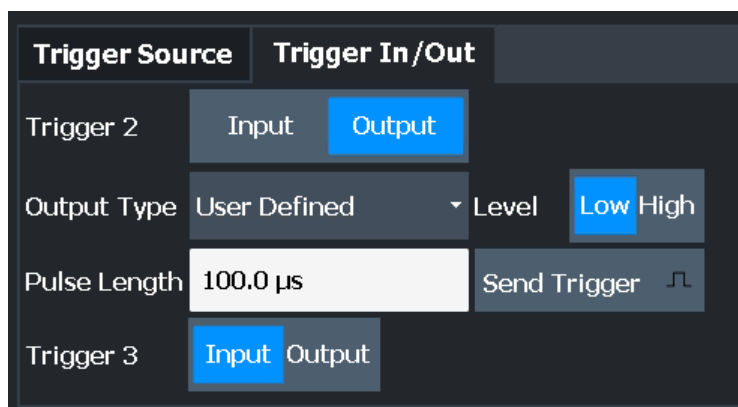 Trigger Source Trigger In/Out
Trigger 2 Input Output
Output Type User Defined Level Low High
Pulse Length 100.0 µs Send Trigger
Trigger 3 Input Output